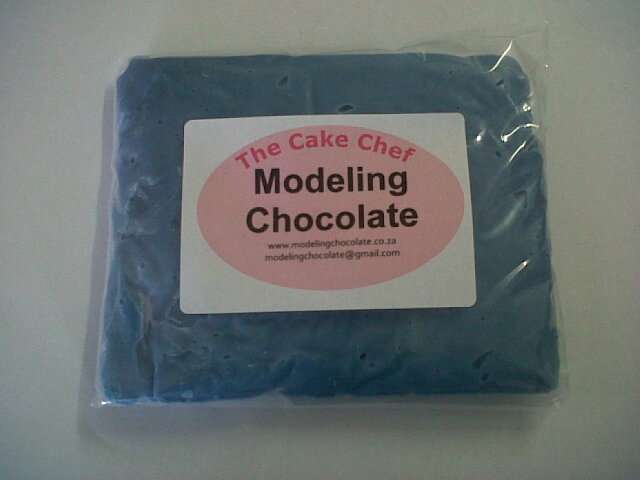 The Cake Chef
Modeling
Chocolate
www.modelingchocolate.co.za
modelingchocolate@gmail.com